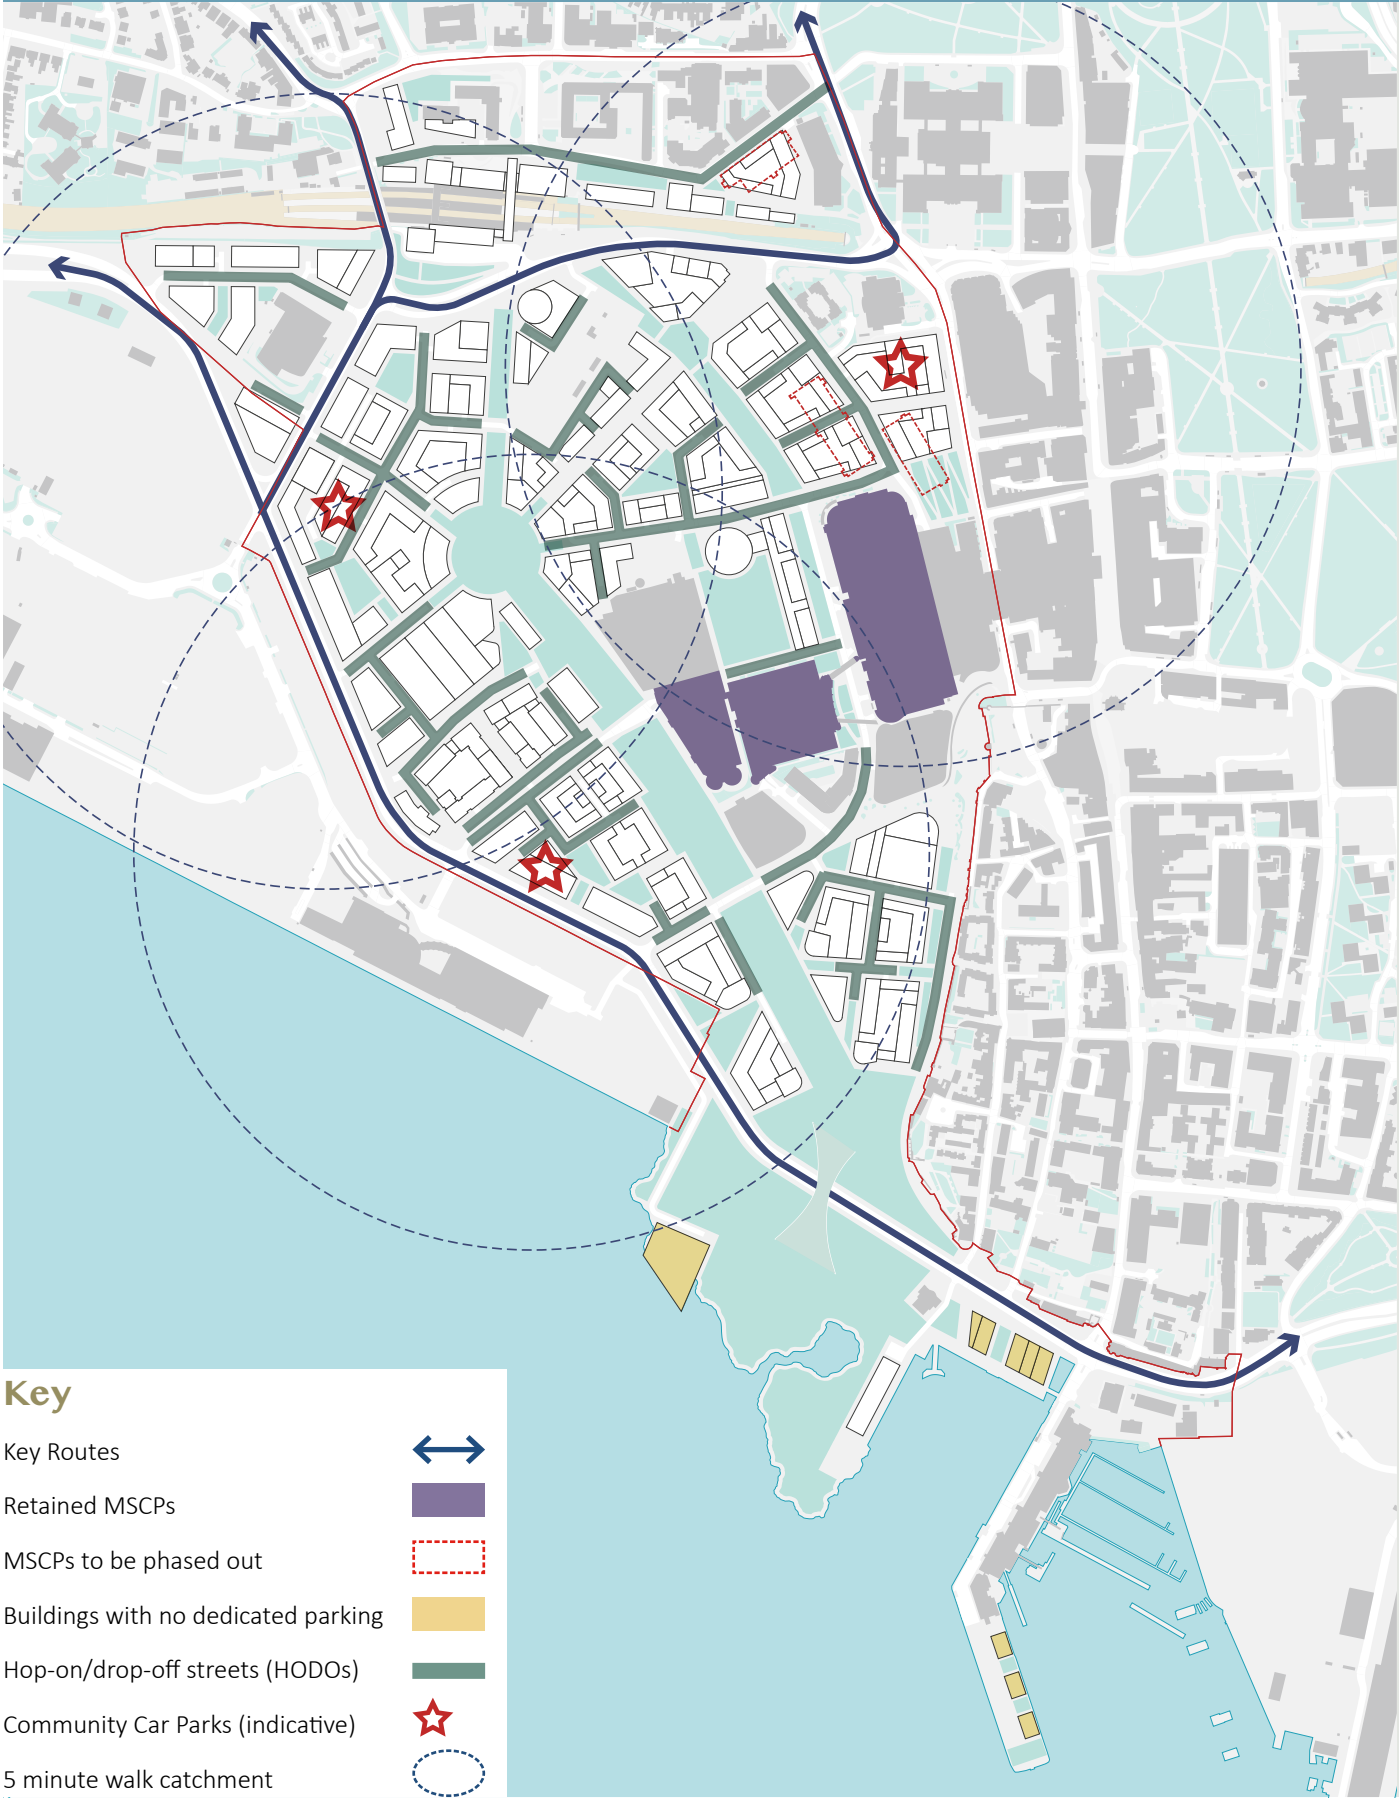 Key
Key Routes
Retained MSCPs
MSCPs to be phased out
Buildings with no dedicated parking
Hop-on/drop-off streets (HODOs)
Community Car Parks (indicative)
5 minute walk catchment